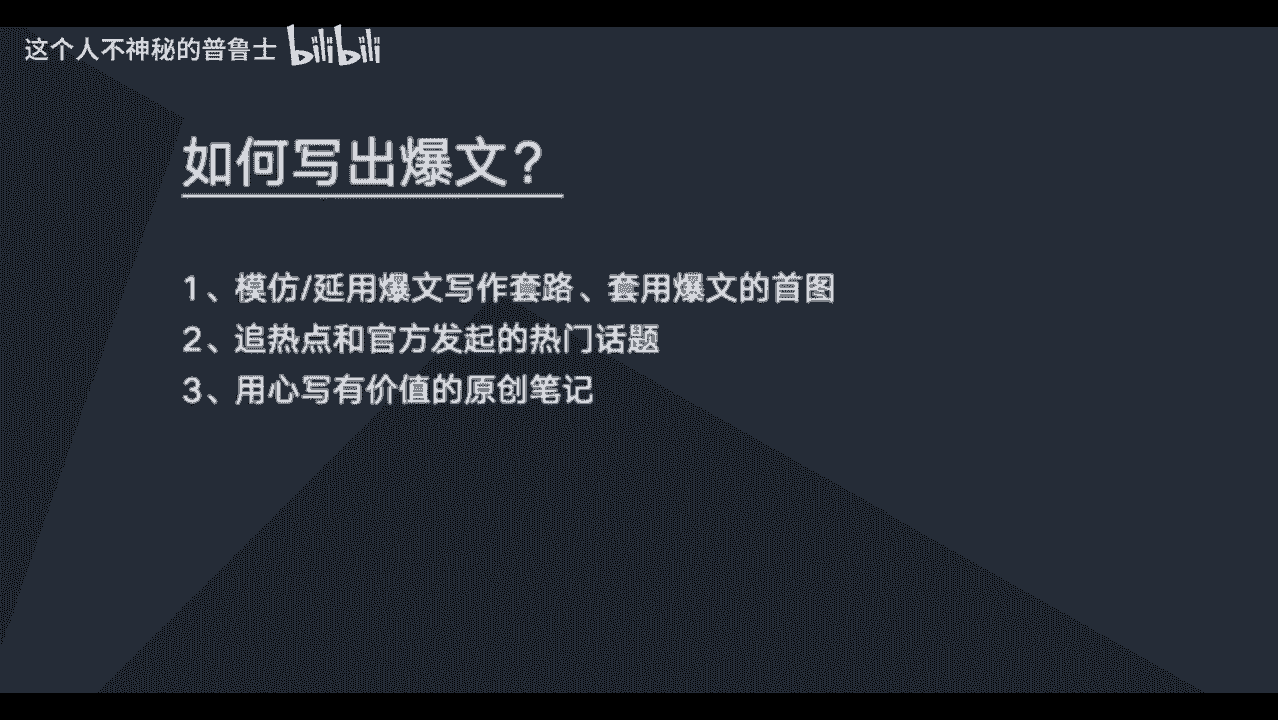 这个人不神秘的普鲁士 bilibili
如何写出爆文？
1、模仿/延用爆文写作套路、套用爆文的首图
2、追热点和官方发起的热门话题
3、用心写有价值的原创笔记